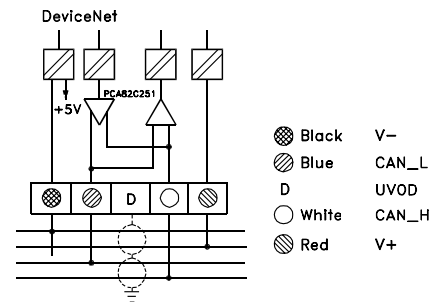 DeviceNet
PCA82C251
+5V
Black V-
Blue CAN_L
D UVOD
D
White CAN_H
Red V+